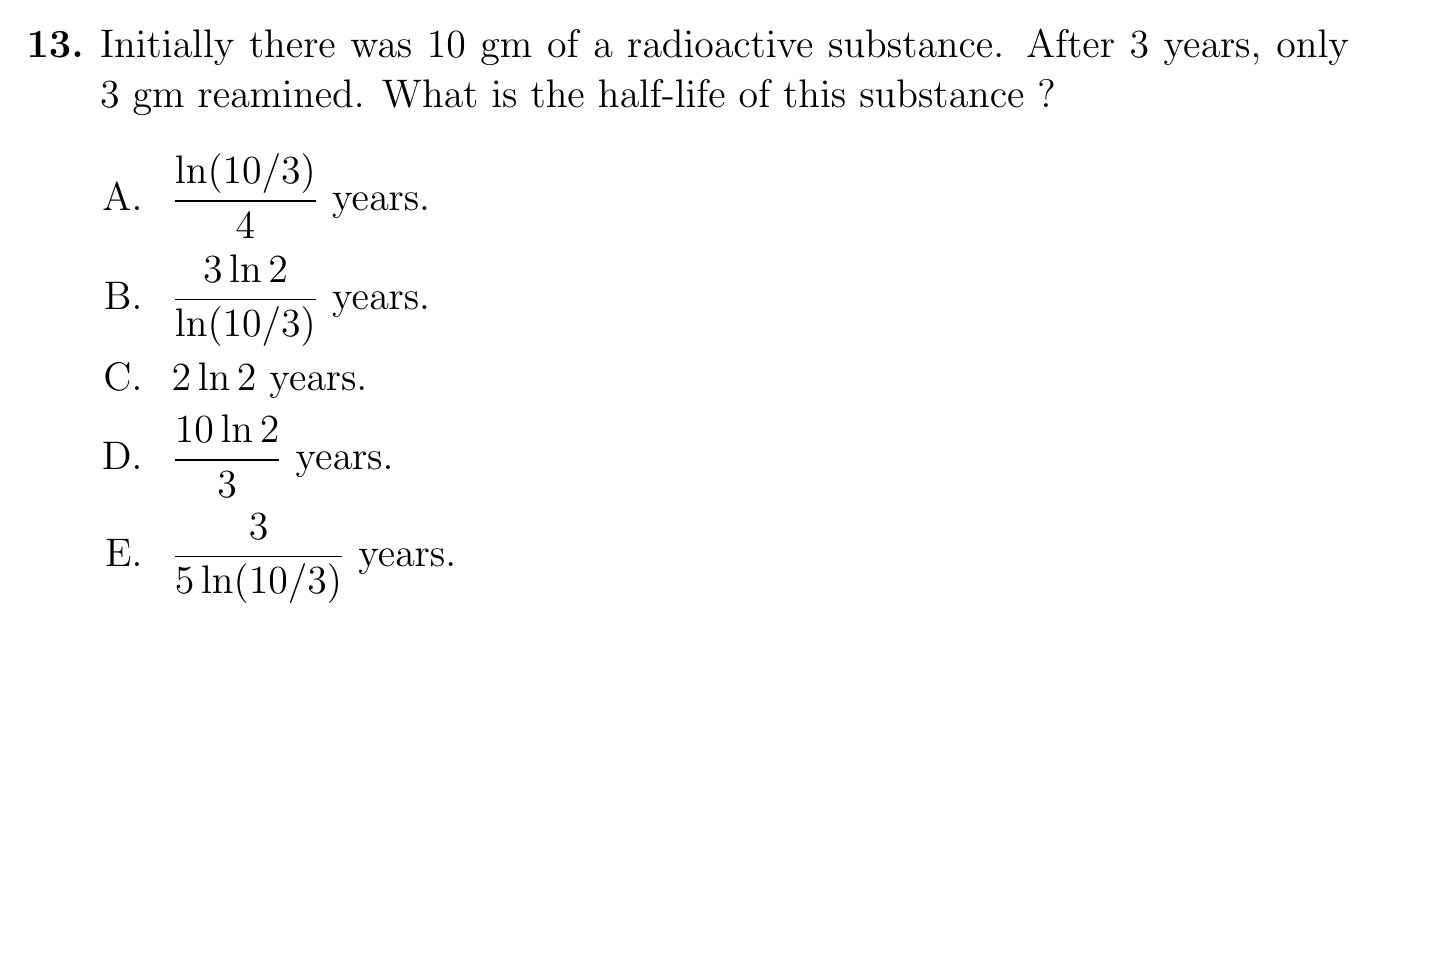 13. Initially there was 10 gm of a radioactive substance. After 3 years, only
3 gm reamined. What is the half-life of this substance ?
A. ln(10/3)/4 years.
B. 3 ln 2/ln(10/3) years.
C. 2 ln 2 years.
D. 10 ln 2/3 years.
E. 3/5 ln(10/3) years.